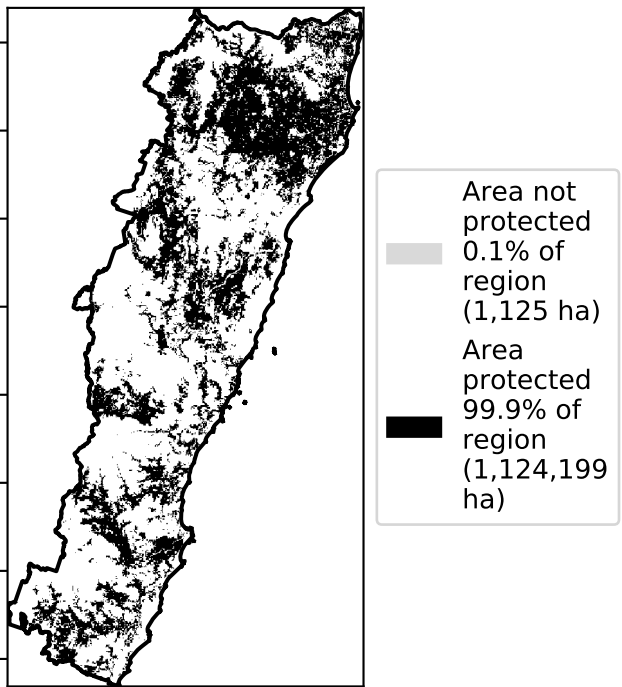 Area not
protected
0.1% of
region
(1,125 ha)
Area
protected
99.9% of
region
(1,124,199
ha)